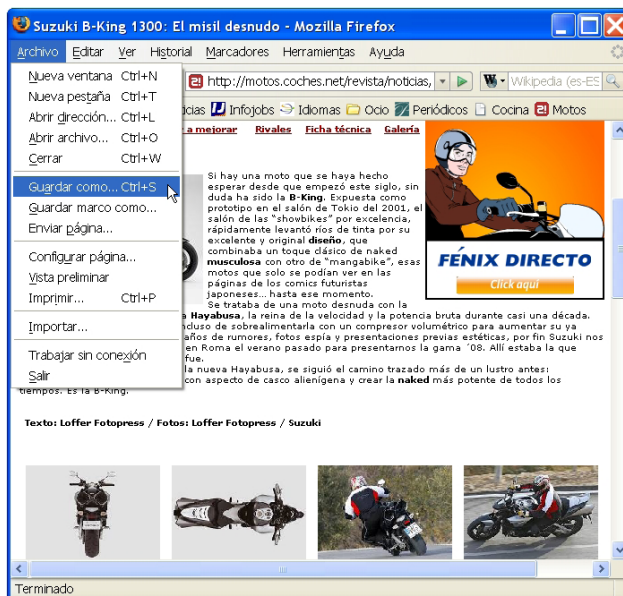 Suzuki B-King 1300: El misil desnudo - Mozilla Firefox
Archivo Editar Ver Historial Marcadores Herramientas Ayuda
Nueva ventana Ctrl+N
Nueva pestaña Ctrl+T
Abrir dirección... Ctrl+L
Abrir archivo... Ctrl+O
Cerrar Ctrl+W
Guardar como... Ctrl+S
Guardar marco como...
Enviar página...
Configurar página...
Vista preliminar
Imprimir... Ctrl+P
Importar...
Trabajar sin conexión
Salir
http://motos.coches.net/revista/noticias,
W Wikipedia (es-ES
icias Infojobs Idiomas Ocio Periódicos Cocina Motos
a mejorar Rivales Ficha técnica Galería
Si hay una moto que se haya hecho
esperar desde que empezó este siglo, sin
duda ha sido la B-King. Expuesta como
prototipo en el salón de Tokio del 2001, el
salón de las "showbikes" por excelencia,
rápidamente levantó ríos de tinta por su
excelente y original diseño, que
combinaba un toque clásico de naked
musculosa con otro de "mangabike", esas
motos que solo se podían ver en las
páginas de los comics futuristas
japoneses... hasta ese momento.
Se trataba de una moto desnuda con la
Hayabusa, la reina de la velocidad y la potencia bruta durante casi una década.
ncluso de sobrealimentarla con un compresor volumétrico para aumentar su ya
años de rumores, fotos espía y presentaciones previas estéticas, por fin Suzuki nos
en Roma el verano pasado para presentarnos la gama ´08. Allí estaba la que
fue.
la nueva Hayabusa, se siguió el camino trazado más de un lustro antes:
con aspecto de casco alienígena y crear la naked más potente de todos los
tiempos. Es la B-King.
FÉNIX DIRECTO
Click aquí
Texto: Loffer Fotopress / Fotos: Loffer Fotopress / Suzuki
Terminado